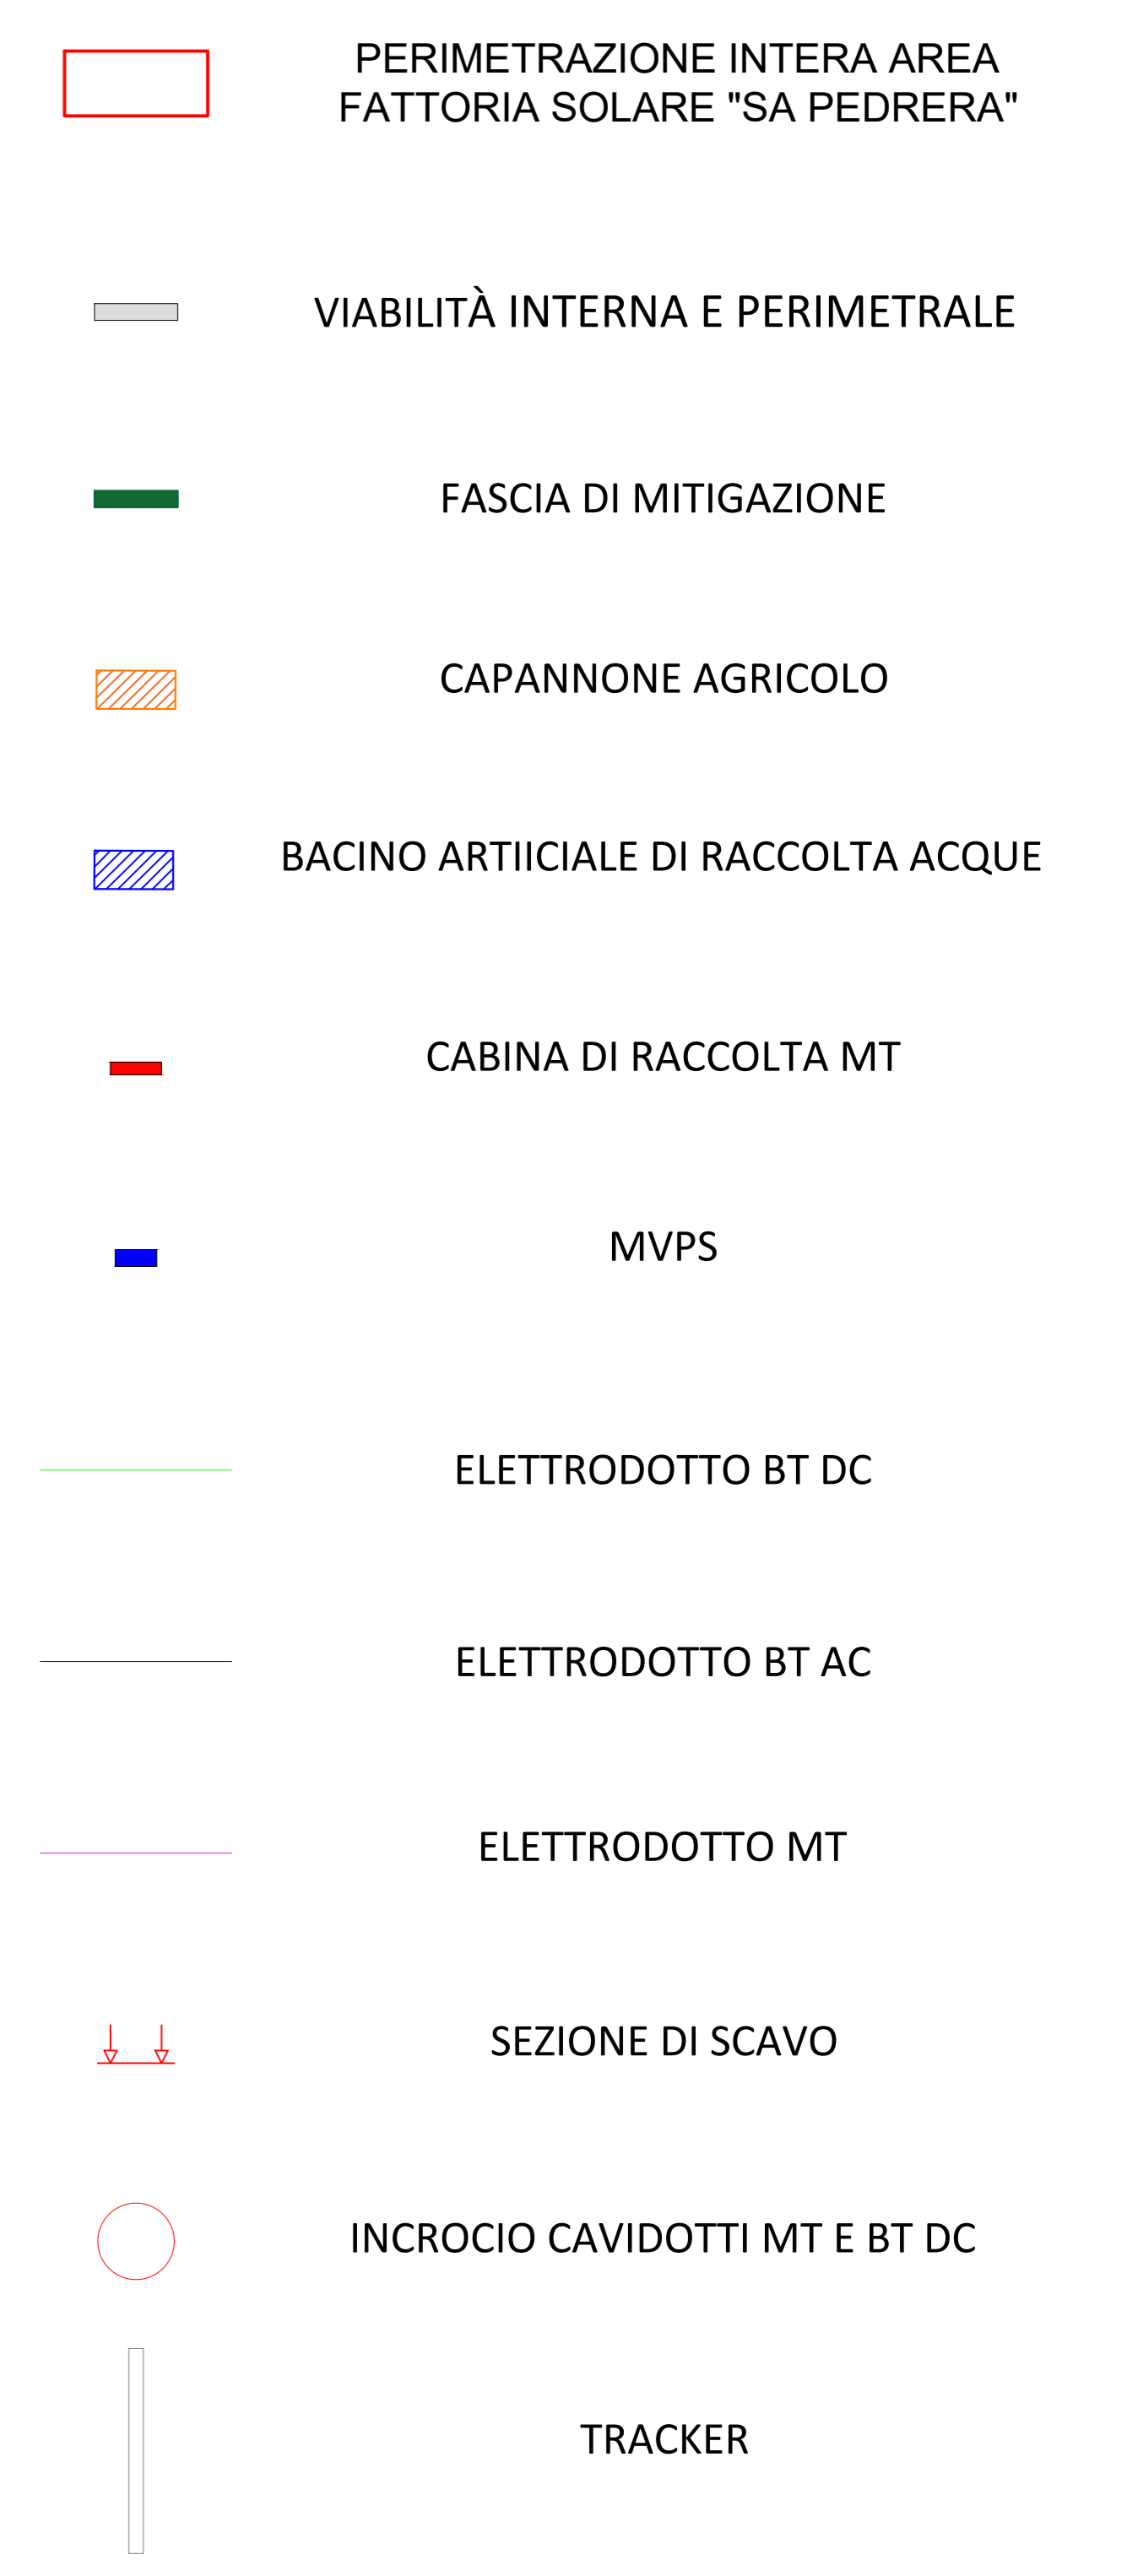 PERIMETRAZIONE INTERA AREA
FATTORIA SOLARE "SA PEDRERA"
VIABILITÀ INTERNA E PERIMETRALE
FASCIA DI MITIGAZIONE
CAPANNONE AGRICOLO
BACINO ARTIICIALE DI RACCOLTA ACQUE
CABINA DI RACCOLTA MT
MVPS
ELETTRODOTTO BT DC
ELETTRODOTTO BT AC
ELETTRODOTTO MT
SEZIONE DI SCAVO
INCROCIO CAVIDOTTI MT E BT DC
TRACKER